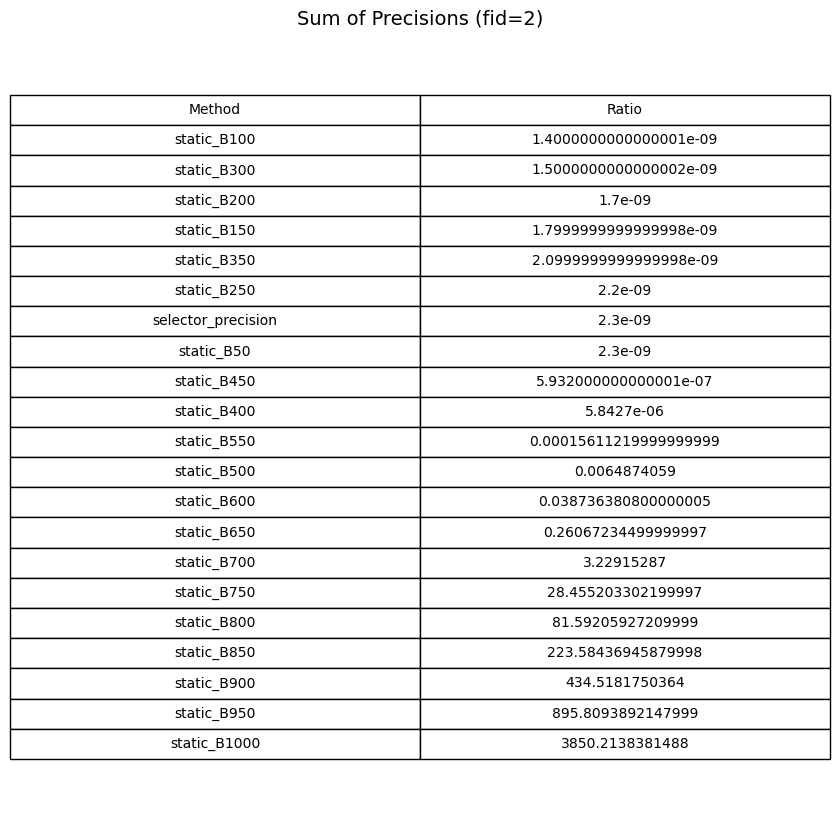 Sum of Precisions (fid=2)
Method Ratio
static_B100 1.4000000000000001e-09
static_B300 1.5000000000000002e-09
static_B200 1.7e-09
static_B150 1.7999999999999998e-09
static_B350 2.0999999999999998e-09
static_B250 2.2e-09
selector_precision 2.3e-09
static_B50 2.3e-09
static_B450 5.932000000000001e-07
static_B400 5.8427e-06
static_B550 0.00015611219999999999
static_B500 0.0064874059
static_B600 0.038736380800000005
static_B650 0.26067234499999997
static_B700 3.22915287
static_B750 28.455203302199997
static_B800 81.59205927209999
static_B850 223.58436945879998
static_B900 434.5181750364
static_B950 895.8093892147999
static_B1000 3850.2138381488